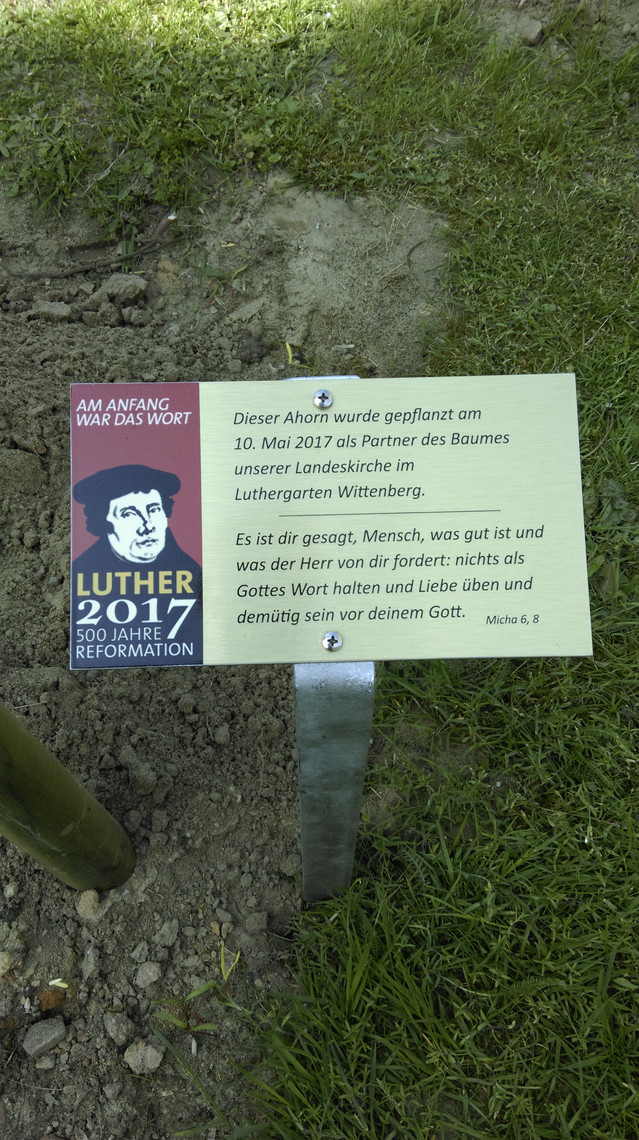 AM ANFANG
WAR DAS WORT
LUTHER
2017
500 JAHRE
REFORMATION
Dieser Ahorn wurde gepflanzt am
10. Mai 2017 als Partner des Baumes
unserer Landeskirche im
Luthergarten Wittenberg.
Es ist dir gesagt, Mensch, was gut ist und
was der Herr von dir fordert: nichts als
Gottes Wort halten und Liebe üben und
demütig sein vor deinem Gott. Micha 6, 8